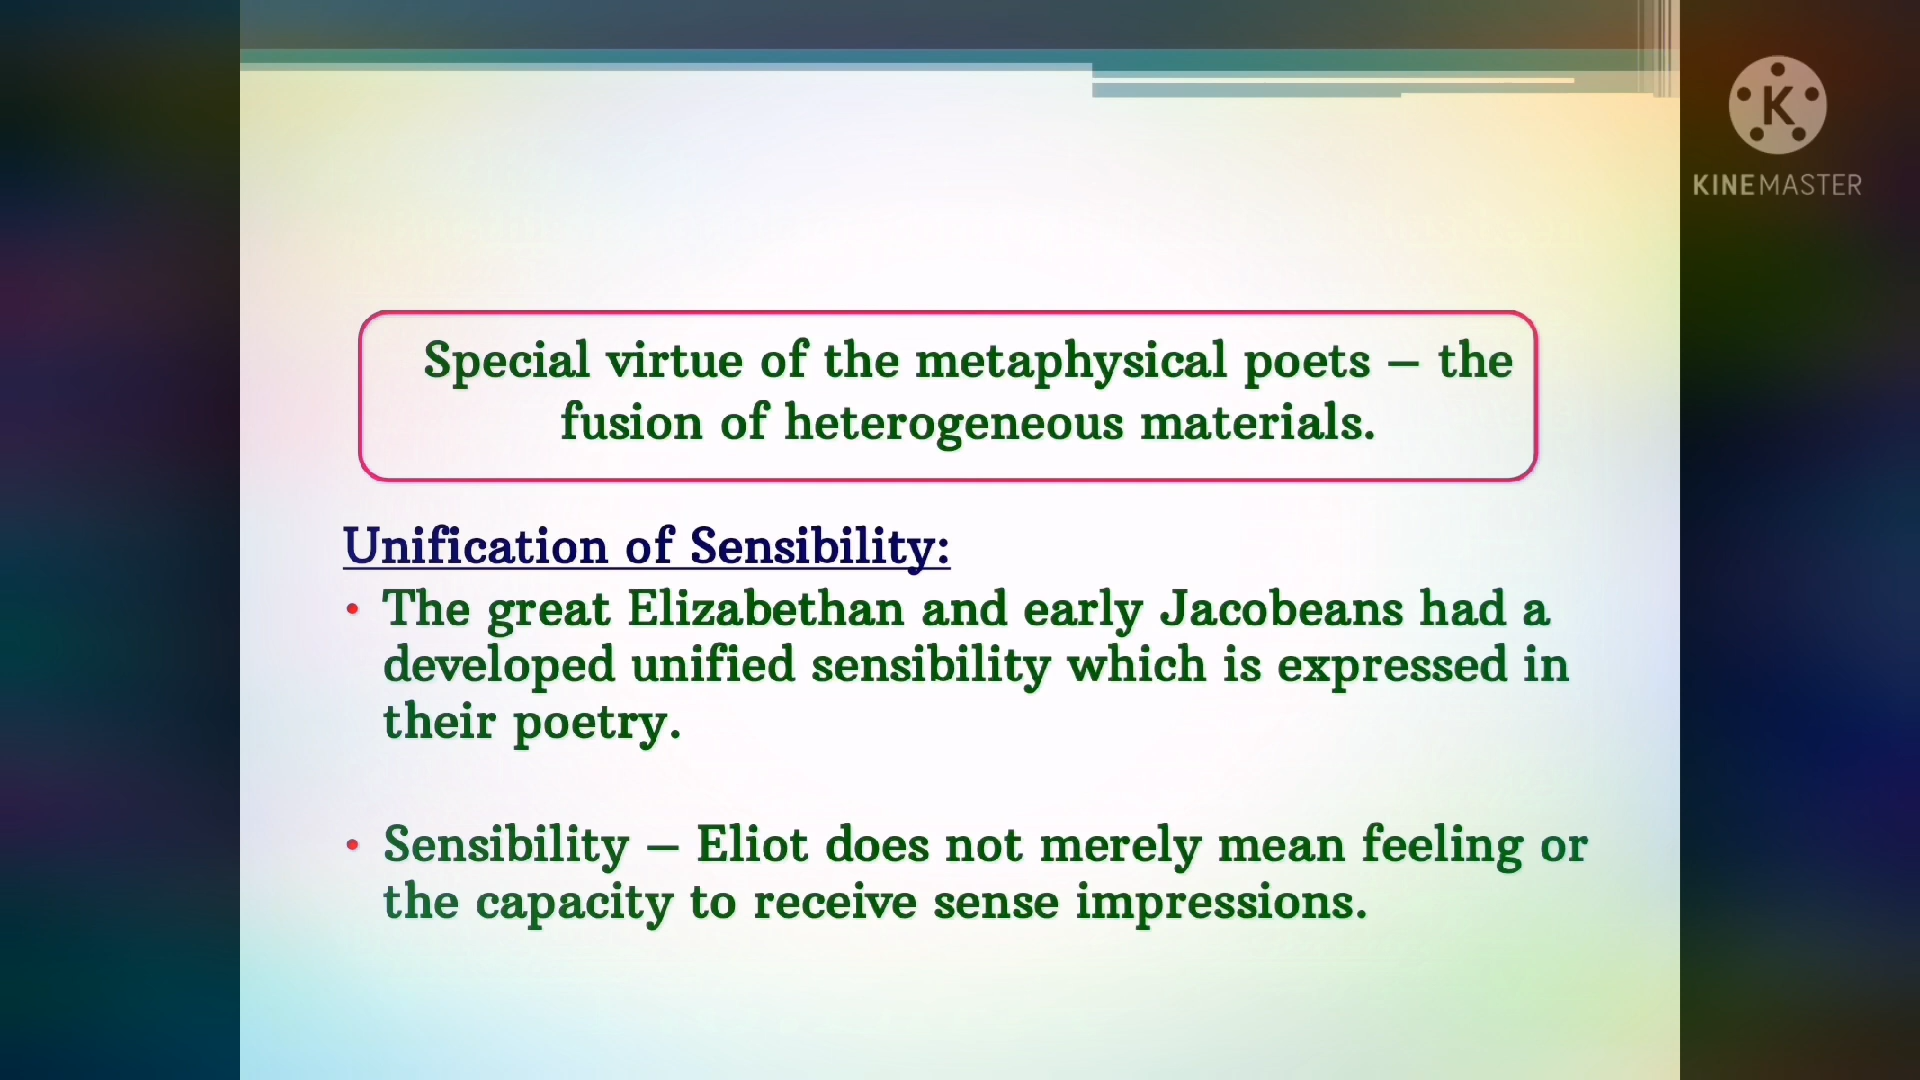 K
KINEMASTER
Special virtue of the metaphysical poets – the
fusion of heterogeneous materials.
Unification of Sensibility:
• The great Elizabethan and early Jacobeans had a
developed unified sensibility which is expressed in
their poetry.
• Sensibility – Eliot does not merely mean feeling or
the capacity to receive sense impressions.